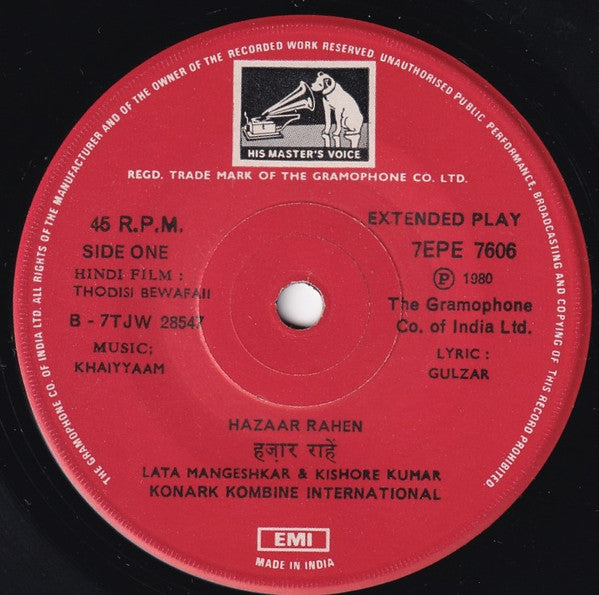 THE GRAMOPHONE CO. OF INDIA LTD. ALL RIGHTS OF THE MANUFACTURER AND OF THE OWNER OF THE RECORDED WORK RESERVED. UNAUTHORISED PUBLIC PERFORMANCE, BROADCASTING AND COPYING OF THIS RECORD PROHIBITED.
HIS MASTER'S VOICE
REGD. TRADE MARK OF THE GRAMOPHONE CO. LTD.
45 R.P.M.
SIDE ONE
HINDI FILM :
THODISI BEWAFAII
B - 7TJW 28547
MUSIC;
KHAIYYAAM
EXTENDED PLAY
7EPE 7606
Ⓟ 1980
The Gramophone
Co. of India Ltd.
LYRIC :
GULZAR
HAZAAR RAHEN
हज़ार राहें
LATA MANGESHKAR & KISHORE KUMAR
KONARK KOMBINE INTERNATIONAL
EMI
MADE IN INDIA